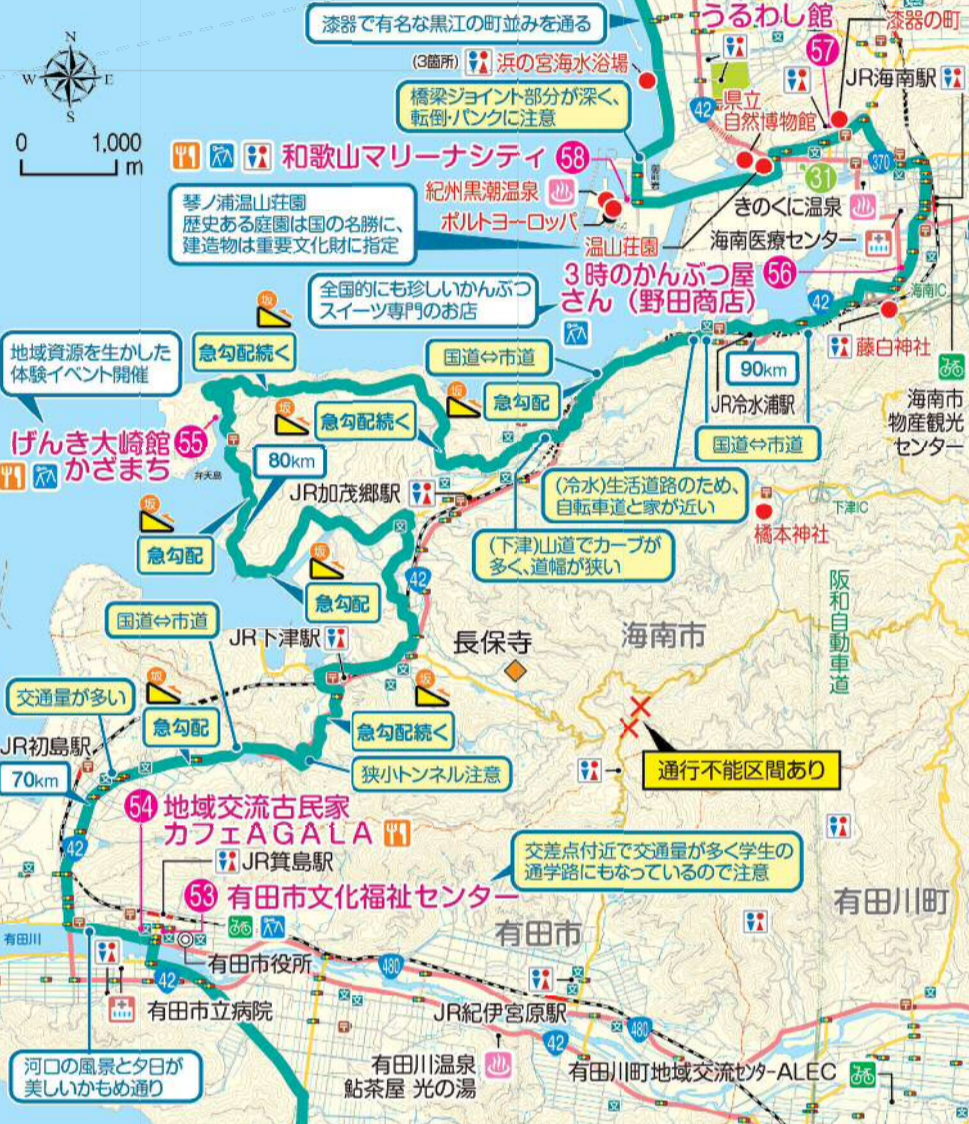 漆器で有名な黒江の町並みを通る
うるわし館
57
漆器の町
(3箇所)
浜の宮海水浴場
JR海南駅
N
W
E
S
0
1,000
m
橋梁ジョイント部分が深く、
転倒・パンクに注意
42
県立
自然博物館
370
31
和歌山マリーナシティ 58
紀州黒潮温泉
ポルトヨーロッパ
きのくに温泉
琴ノ浦温山荘園
歴史ある庭園は国の名勝に、
建造物は重要文化財に指定
温山荘園
海南医療センター
3時のかんぶつ屋
さん(野田商店)
56
全国的にも珍しいかんぶつ
スイーツ専門のお店
42
海南IC
坂
急勾配続く
地域資源を生かした
体験イベント開催
国道⇔市道
90km
藤白神社
JR冷水浦駅
海南市
物産観光
センター
坂
急勾配
坂
急勾配続く
国道⇔市道
げんき大崎館
かざまち
55
弁天島
80km
JR加茂郷駅
(冷水)生活道路のため、
自転車道と家が近い
下津IC
橘本神社
坂
急勾配
(下津)山道でカーブが
多く、道幅が狭い
坂
急勾配
42
阪和自動車道
国道⇔市道
JR下津駅
長保寺
海南市
交通量が多い
坂
急勾配
坂
急勾配続く
JR初島駅
狭小トンネル注意
通行不能区間あり
70km
54
地域交流古民家
カフェAGALA
42
JR箕島駅
交差点付近で交通量が多く学生の
通学路にもなっているので注意
53 有田市文化福祉センター
有田川町
有田市
有田川
有田市役所
480
42
有田市立病院
JR紀伊宮原駅
480
42
河口の風景と夕日が
美しいかもめ通り
有田川温泉
鮎茶屋 光の湯
有田川町地域交流センターALEC